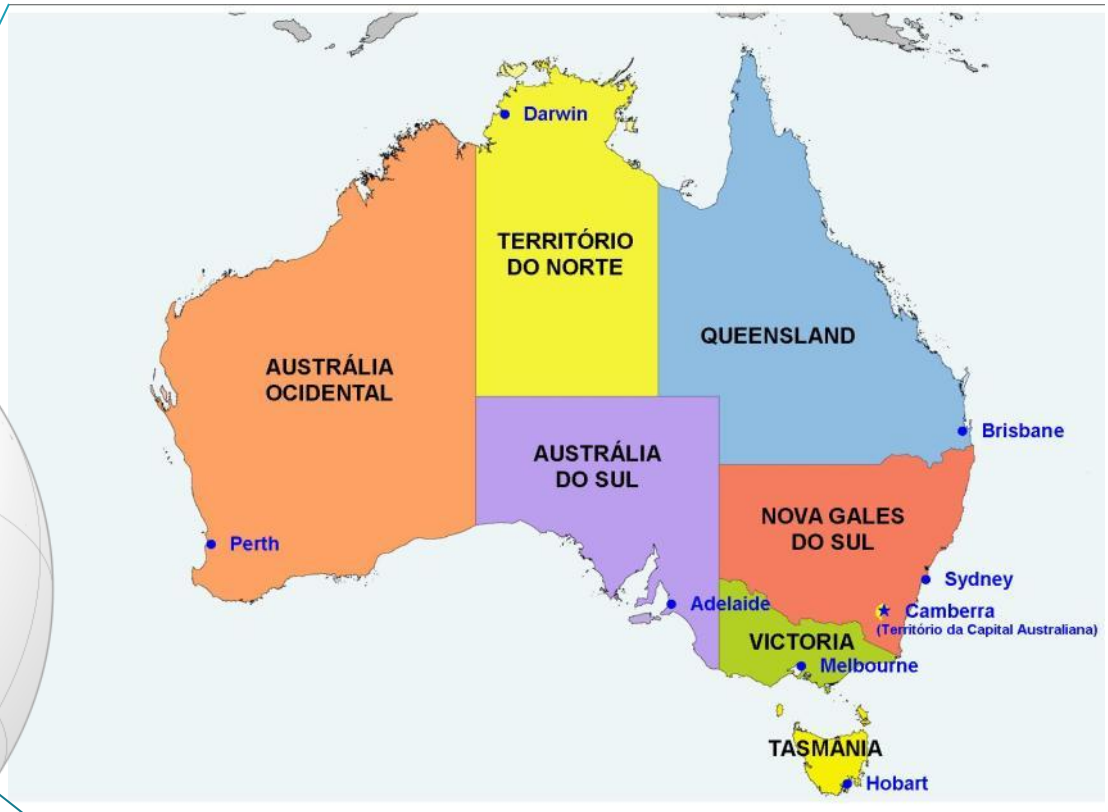 Darwin
TERRITÓRIO
DO NORTE
QUEENSLAND
AUSTRÁLIA
OCIDENTAL
Brisbane
AUSTRÁLIA
DO SUL
NOVA GALES
DO SUL
Perth
Sydney
Adelaide
Camberra
(Território da Capital Australiana)
VICTORIA
Melbourne
TASMÂNIA
Hobart